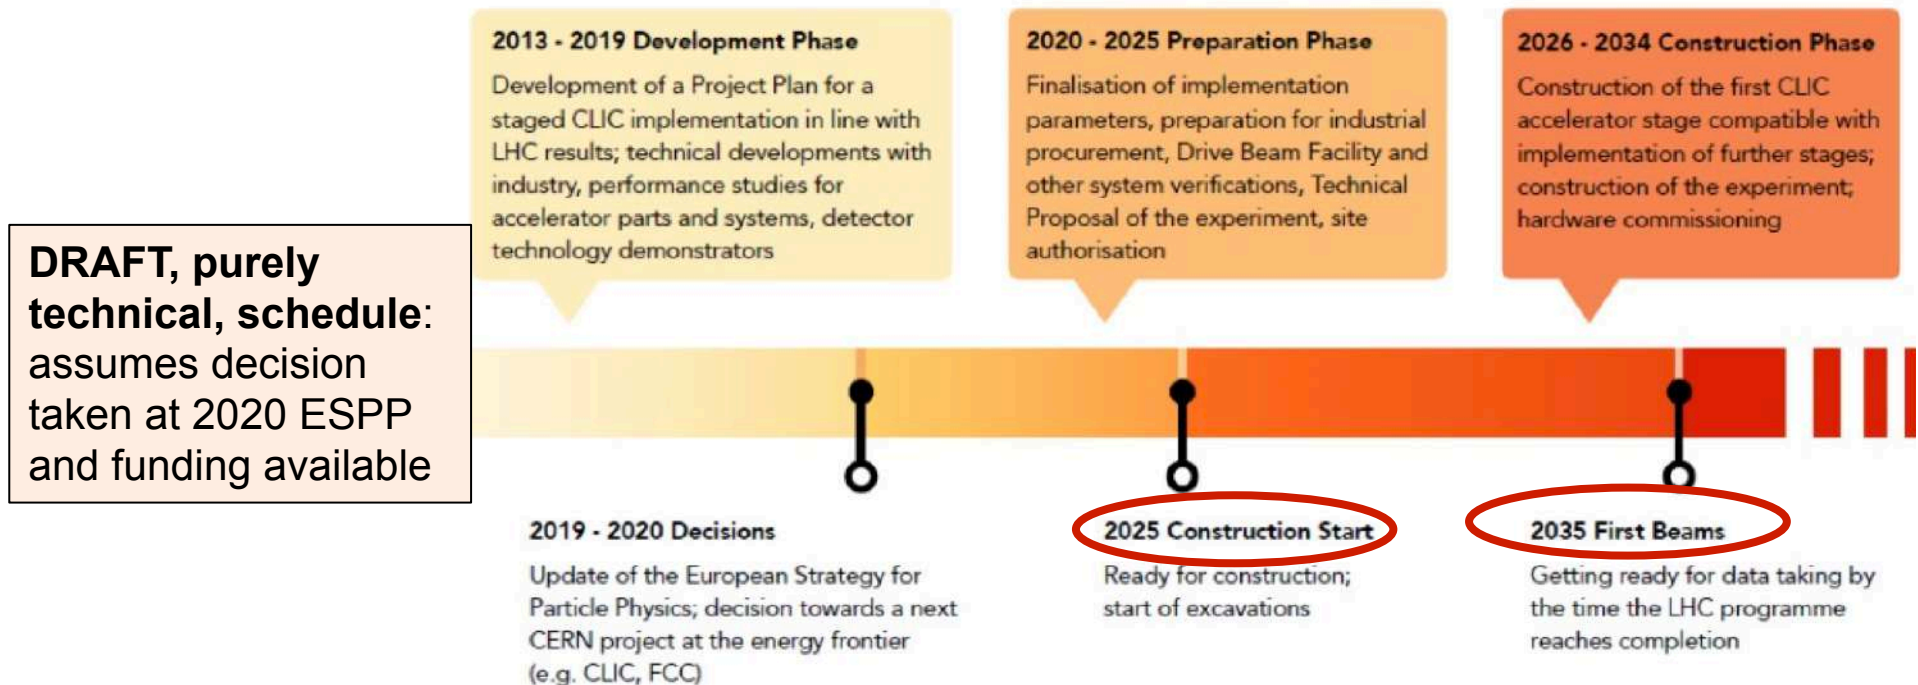 2013 - 2019 Development Phase
Development of a Project Plan for a
staged CLIC implementation in line with
LHC results; technical developments with
industry, performance studies for
accelerator parts and systems, detector
technology demonstrators
2020 - 2025 Preparation Phase
Finalisation of implementation
parameters, preparation for industrial
procurement, Drive Beam Facility and
other system verifications, Technical
Proposal of the experiment, site
authorisation
2026 - 2034 Construction Phase
Construction of the first CLIC
accelerator stage compatible with
implementation of further stages;
construction of the experiment;
hardware commissioning
DRAFT, purely
technical, schedule:
assumes decision
taken at 2020 ESPP
and funding available
2019 - 2020 Decisions
Update of the European Strategy for
Particle Physics; decision towards a next
CERN project at the energy frontier
(e.g. CLIC, FCC)
2025 Construction Start
Ready for construction;
start of excavations
2035 First Beams
Getting ready for data taking by
the time the LHC programme
reaches completion